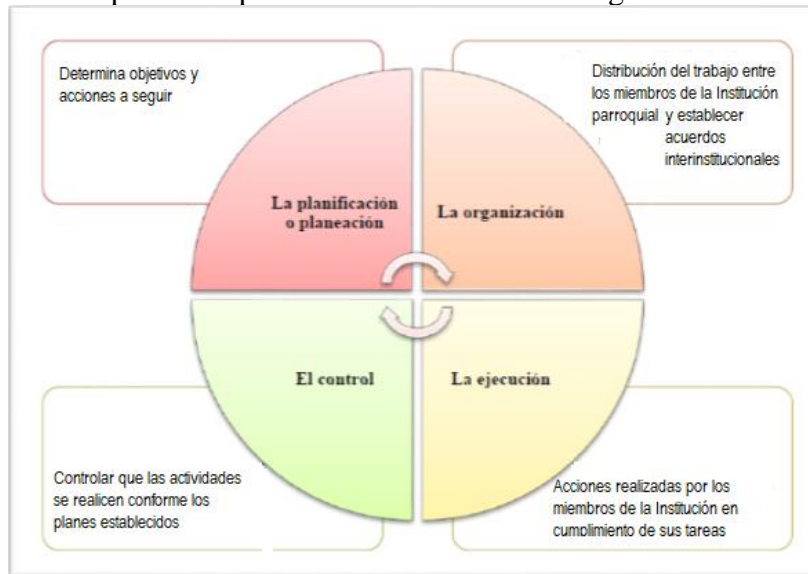 Determina objetivos y
acciones a seguir
Distribución del trabajo entre
los miembros de la Institución
parroquial y establecer
acuerdos
interinstitucionales
La planificación
o planeación
La organización
El control
La ejecución
Controlar que las actividades
se realicen conforme los
planes establecidos
Acciones realizadas por los
miembros de la Institución en
cumplimiento de sus tareas